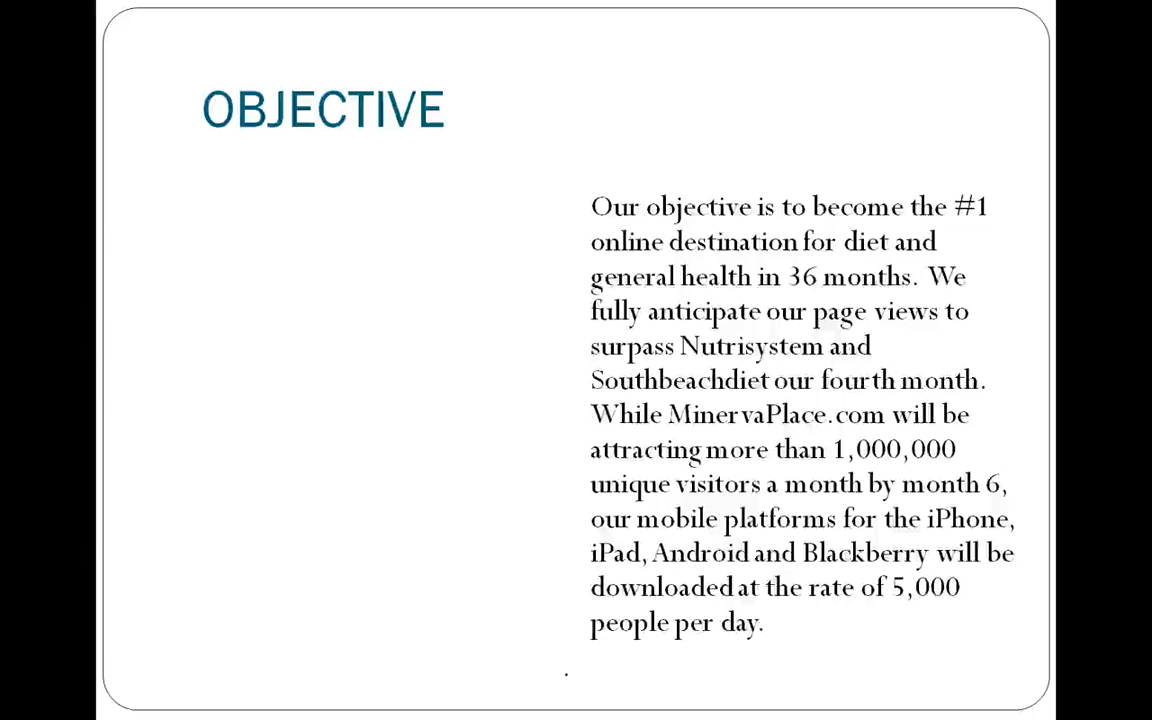 OBJECTIVE
Our objective is to become the #1
online destination for diet and
general health in 36 months. We
fully anticipate our page views to
surpass Nutrisystem and
Southbeachdiet our fourth month.
While MinervaPlace.com will be
attracting more than 1,000,000
unique visitors a month by month 6,
our mobile platforms for the iPhone,
iPad, Android and Blackberry will be
downloaded at the rate of 5,000
people per day.
.